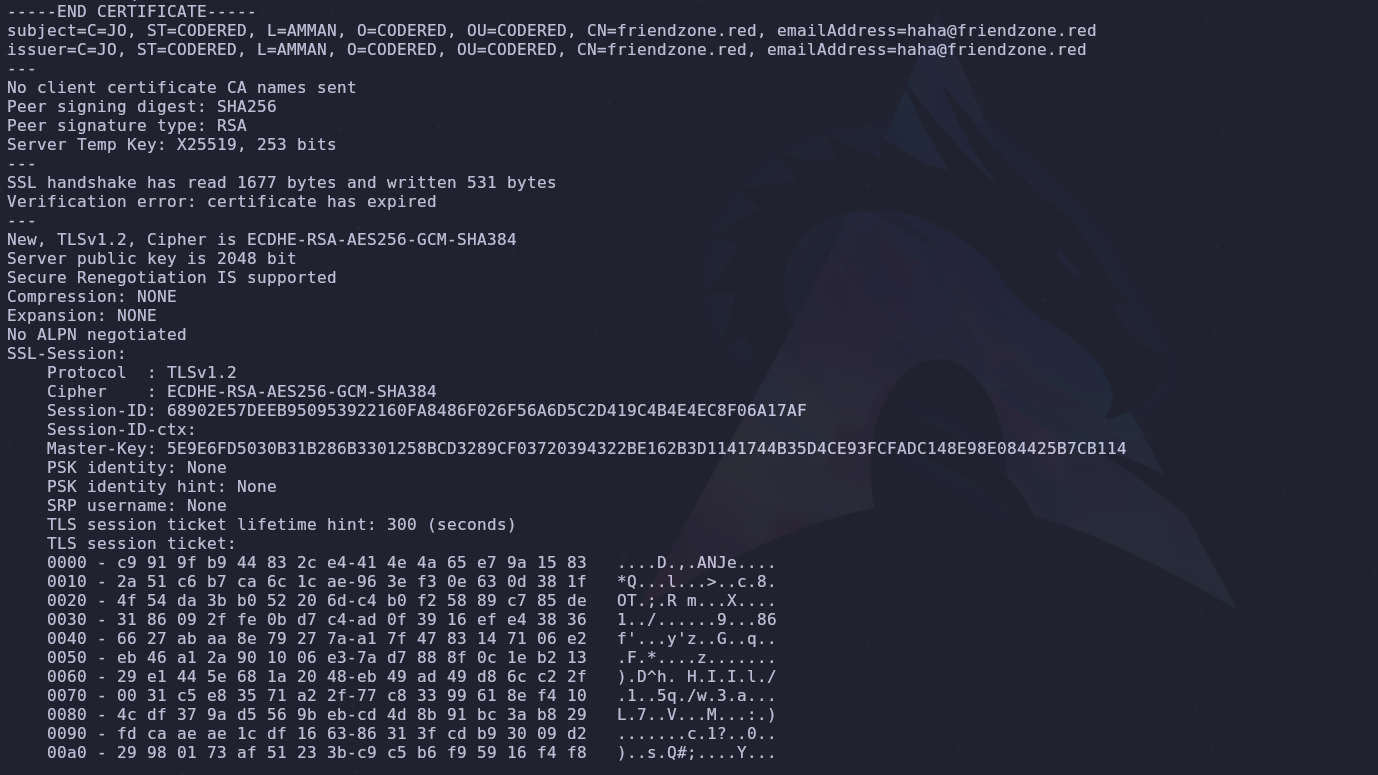 -----END CERTIFICATE-----
subject=C=JO, ST=CODERED, L=AMMAN, O=CODERED, OU=CODERED, CN=friendzone.red, emailAddress=haha@friendzone.red
issuer=C=JO, ST=CODERED, L=AMMAN, O=CODERED, OU=CODERED, CN=friendzone.red, emailAddress=haha@friendzone.red
---
No client certificate CA names sent
Peer signing digest: SHA256
Peer signature type: RSA
Server Temp Key: X25519, 253 bits
---
SSL handshake has read 1677 bytes and written 531 bytes
Verification error: certificate has expired
---
New, TLSv1.2, Cipher is ECDHE-RSA-AES256-GCM-SHA384
Server public key is 2048 bit
Secure Renegotiation IS supported
Compression: NONE
Expansion: NONE
No ALPN negotiated
SSL-Session:
    Protocol  : TLSv1.2
    Cipher    : ECDHE-RSA-AES256-GCM-SHA384
    Session-ID: 68902E57DEEB950953922160FA8486F026F56A6D5C2D419C4B4E4EC8F06A17AF
    Session-ID-ctx:
    Master-Key: 5E9E6FD5030B31B286B3301258BCD3289CF03720394322BE162B3D1141744B35D4CE93FCFADC148E98E084425B7CB114
    PSK identity: None
    PSK identity hint: None
    SRP username: None
    TLS session ticket lifetime hint: 300 (seconds)
    TLS session ticket:
    0000 - c9 91 9f b9 44 83 2c e4-41 4e 4a 65 e7 9a 15 83   ....D.,.ANJe....
    0010 - 2a 51 c6 b7 ca 6c 1c ae-96 3e f3 0e 63 0d 38 1f   *Q...l...>..c.8.
    0020 - 4f 54 da 3b b0 52 20 6d-c4 b0 f2 58 89 c7 85 de   OT.;.R m...X....
    0030 - 31 86 09 2f fe 0b d7 c4-ad 0f 39 16 ef e4 38 36   1../......9...86
    0040 - 66 27 ab aa 8e 79 27 7a-a1 7f 47 83 14 71 06 e2   f'...y'z..G..q..
    0050 - eb 46 a1 2a 90 10 06 e3-7a d7 88 8f 0c 1e b2 13   .F.*....z.......
    0060 - 29 e1 44 5e 68 1a 20 48-eb 49 ad 49 d8 6c c2 2f   ).D^h. H.I.I.l./
    0070 - 00 31 c5 e8 35 71 a2 2f-77 c8 33 99 61 8e f4 10   .1..5q./w.3.a...
    0080 - 4c df 37 9a d5 56 9b eb-cd 4d 8b 91 bc 3a b8 29   L.7..V...M...:.)
    0090 - fd ca ae ae 1c df 16 63-86 31 3f cd b9 30 09 d2   .......c.1?..0..
    00a0 - 29 98 01 73 af 51 23 3b-c9 c5 b6 f9 59 16 f4 f8   )..s.Q#;....Y...